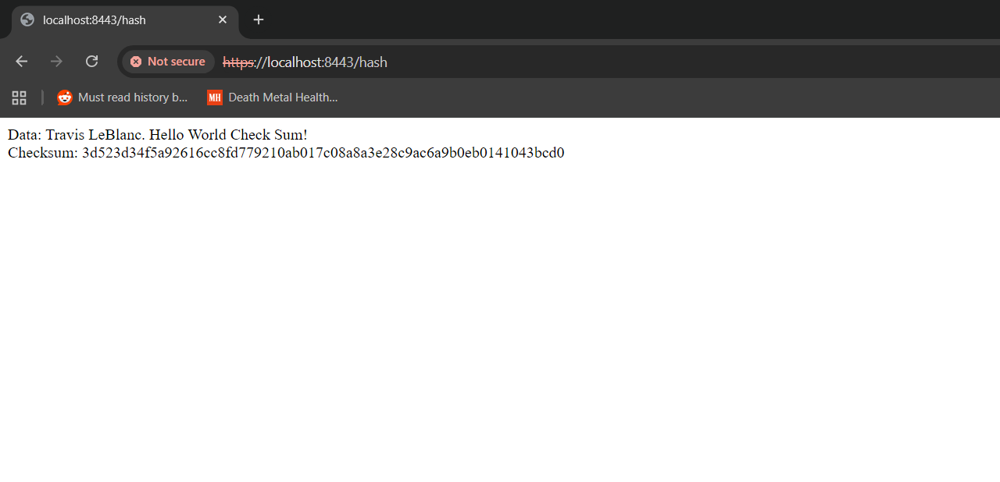 localhost:8443/hash
Not secure https://localhost:8443/hash
Must read history b... MH Death Metal Health...
Data: Travis LeBlanc. Hello World Check Sum!
Checksum: 3d523d34f5a92616cc8fd779210ab017c08a8a3e28c9ac6a9b0eb0141043bcd0